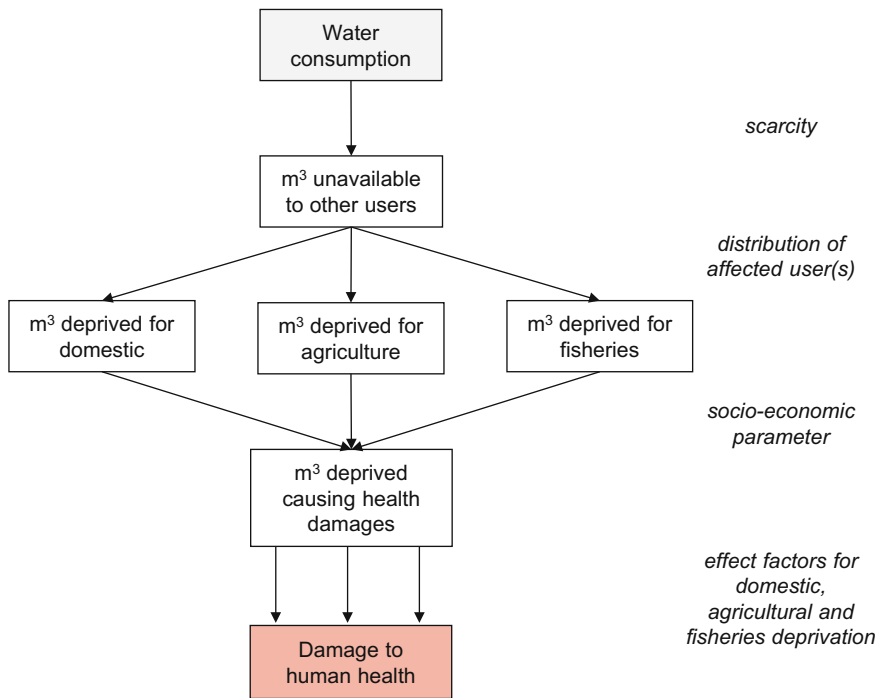 Water
consumption
scarcity
m³ unavailable
to other users
distribution of
affected user(s)
m³ deprived for
domestic
m³ deprived for
agriculture
m³ deprived for
fisheries
socio-economic
parameter
m³ deprived
causing health
damages
effect factors for
domestic,
agricultural and
fisheries deprivation
Damage to
human health